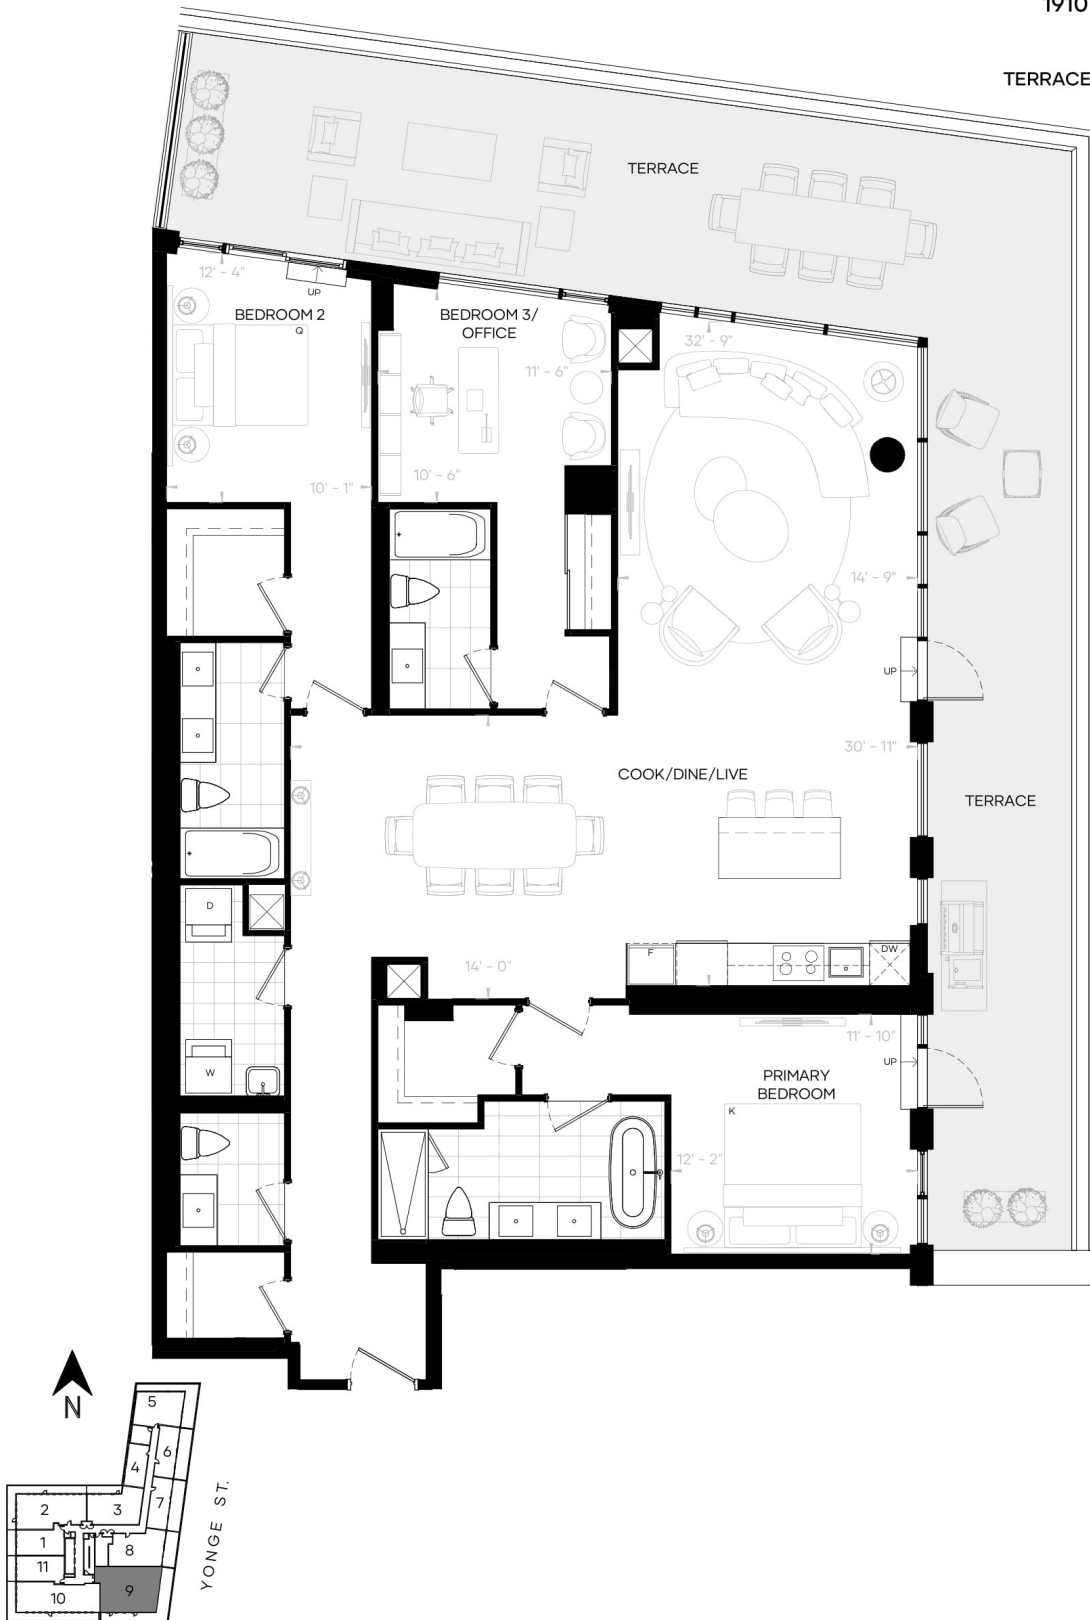 1910
TERRACE
TERRACE
12' - 4"
UP
BEDROOM 2
Q
BEDROOM 3/
OFFICE
32' - 9"
11' - 6"
10' - 6"
10' - 1"
14' - 9"
UP
30' - 11"
COOK/DINE/LIVE
TERRACE
D
F
DW
14' - 0"
11' - 10"
UP
W
PRIMARY
BEDROOM
K
12' - 2"
N
5
6
4
7
2
3
1
8
11
9
10
YONGE ST.